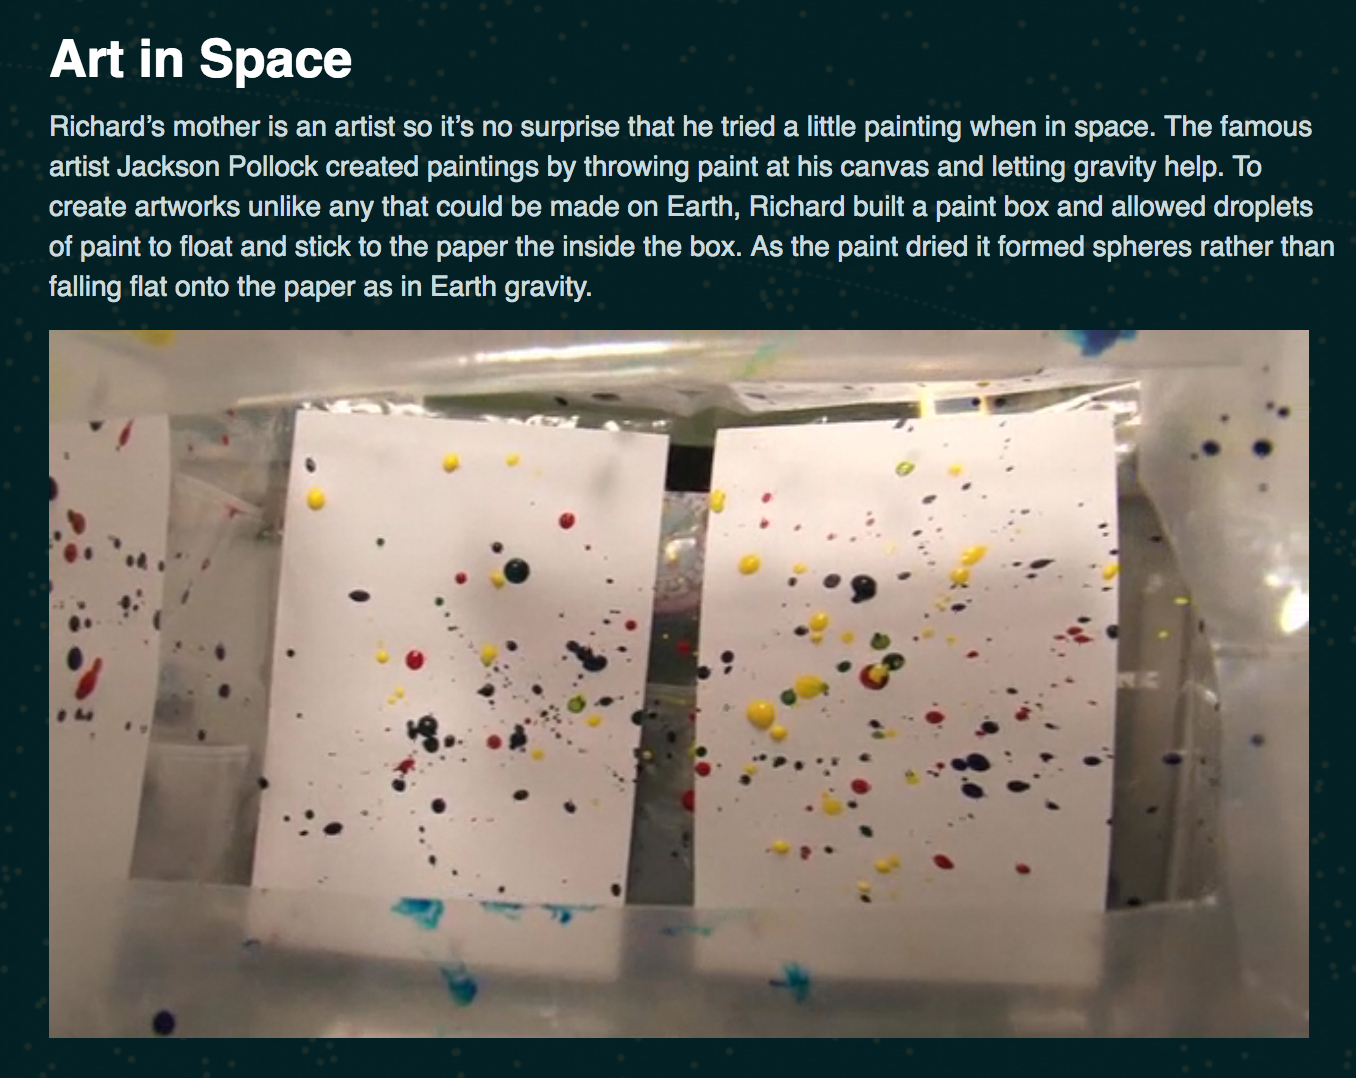 Art in Space
Richard’s mother is an artist so it’s no surprise that he tried a little painting when in space. The famous
artist Jackson Pollock created paintings by throwing paint at his canvas and letting gravity help. To
create artworks unlike any that could be made on Earth, Richard built a paint box and allowed droplets
of paint to float and stick to the paper the inside the box. As the paint dried it formed spheres rather than
falling flat onto the paper as in Earth gravity.